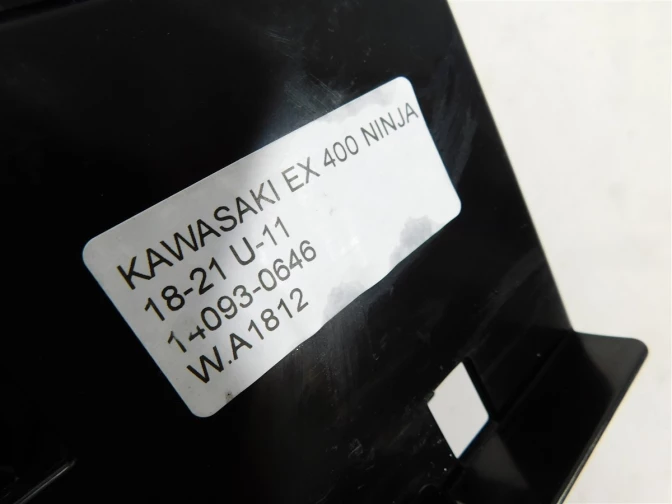 KAWASAKI EX 400 NINJA
18-21 U-11
14093-0646
W.A1812